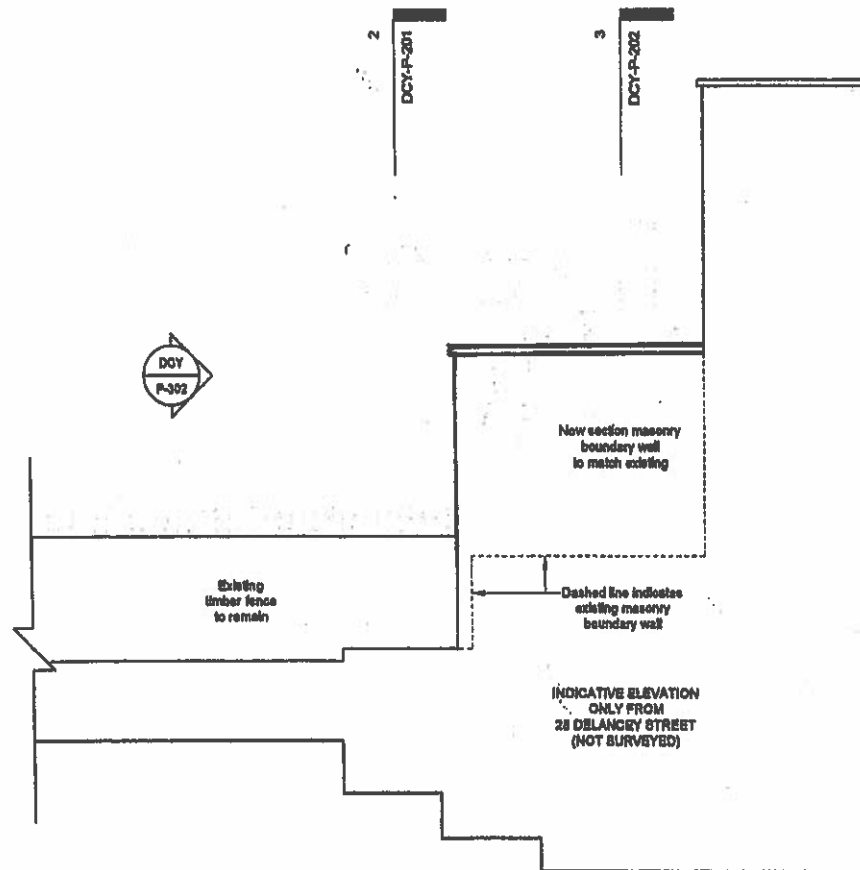 2
DCY-P-201
3
DCY-P-202
DCY
P-302
New section masonry
boundary wall
to match existing
Existing
timber fence
to remain
Dashed line indicates
existing masonry
boundary wall
INDICATIVE ELEVATION
ONLY FROM
28 DELANCEY STREET
(NOT SURVEYED)